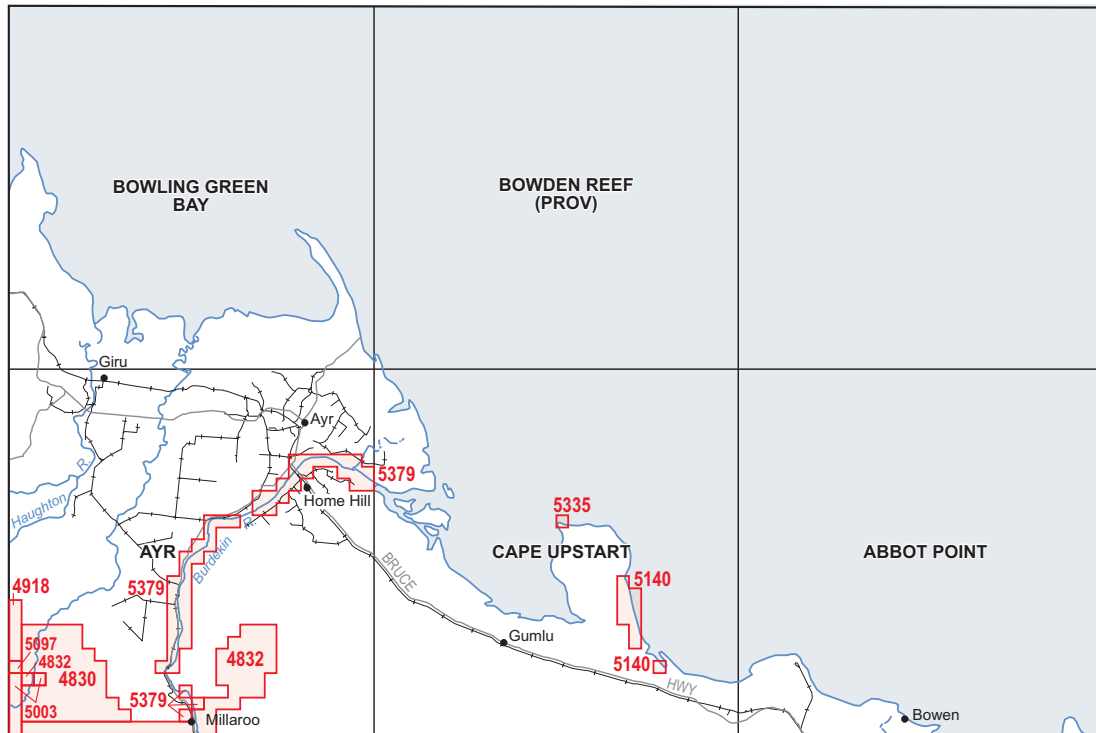 BOWLING GREEN
BAY
BOWDEN REEF
(PROV)
Giru
Ayr
Haughton R.
5379
Home Hill
5335
AYR
Burdekin R.
CAPE UPSTART
ABBOT POINT
BRUCE
4918
5379
5140
Gumlu
5097
4832
4832
4830
5140
HWY
5379
5003
Millaroo
Bowen